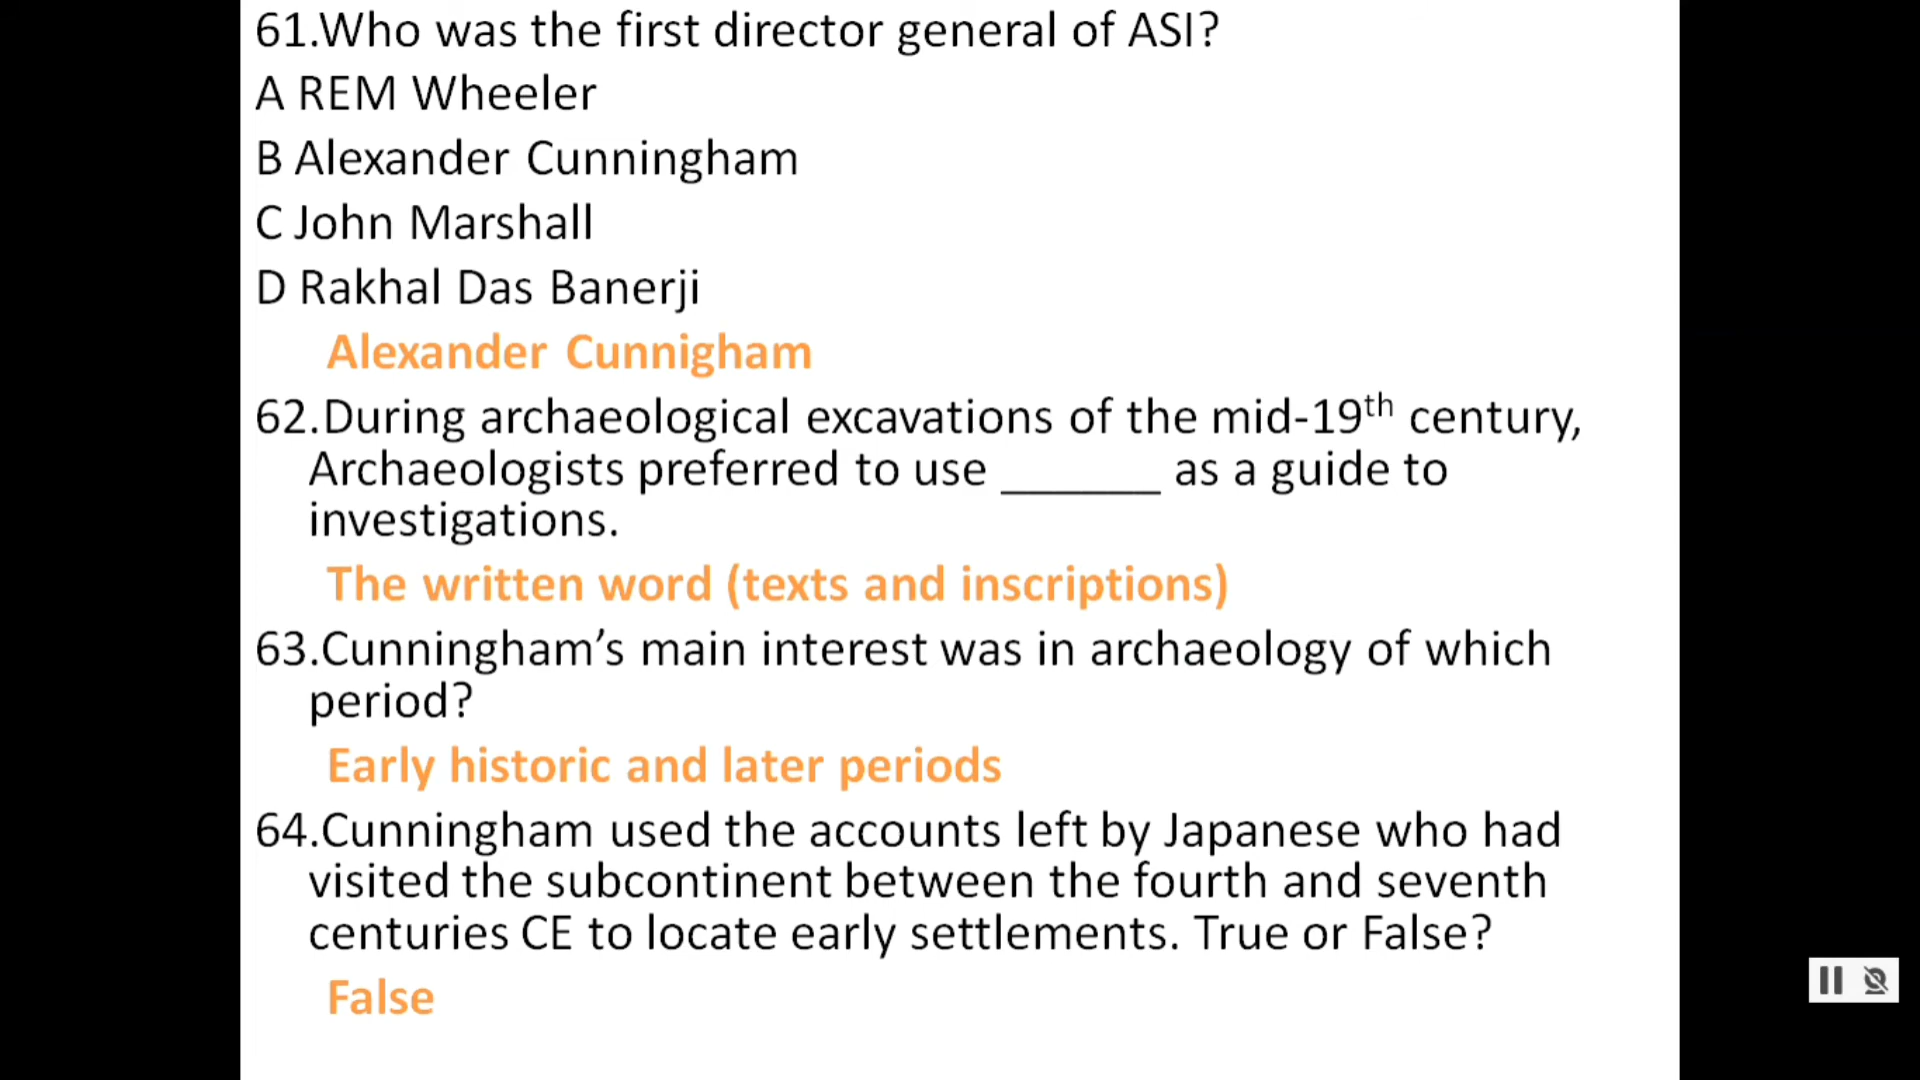 61.Who was the first director general of ASI?
A REM Wheeler
B Alexander Cunningham
C John Marshall
D Rakhal Das Banerji
Alexander Cunnigham
62.During archaeological excavations of the mid-19th century,
Archaeologists preferred to use ______ as a guide to
investigations.
The written word (texts and inscriptions)
63.Cunningham’s main interest was in archaeology of which
period?
Early historic and later periods
64.Cunningham used the accounts left by Japanese who had
visited the subcontinent between the fourth and seventh
centuries CE to locate early settlements. True or False?
False